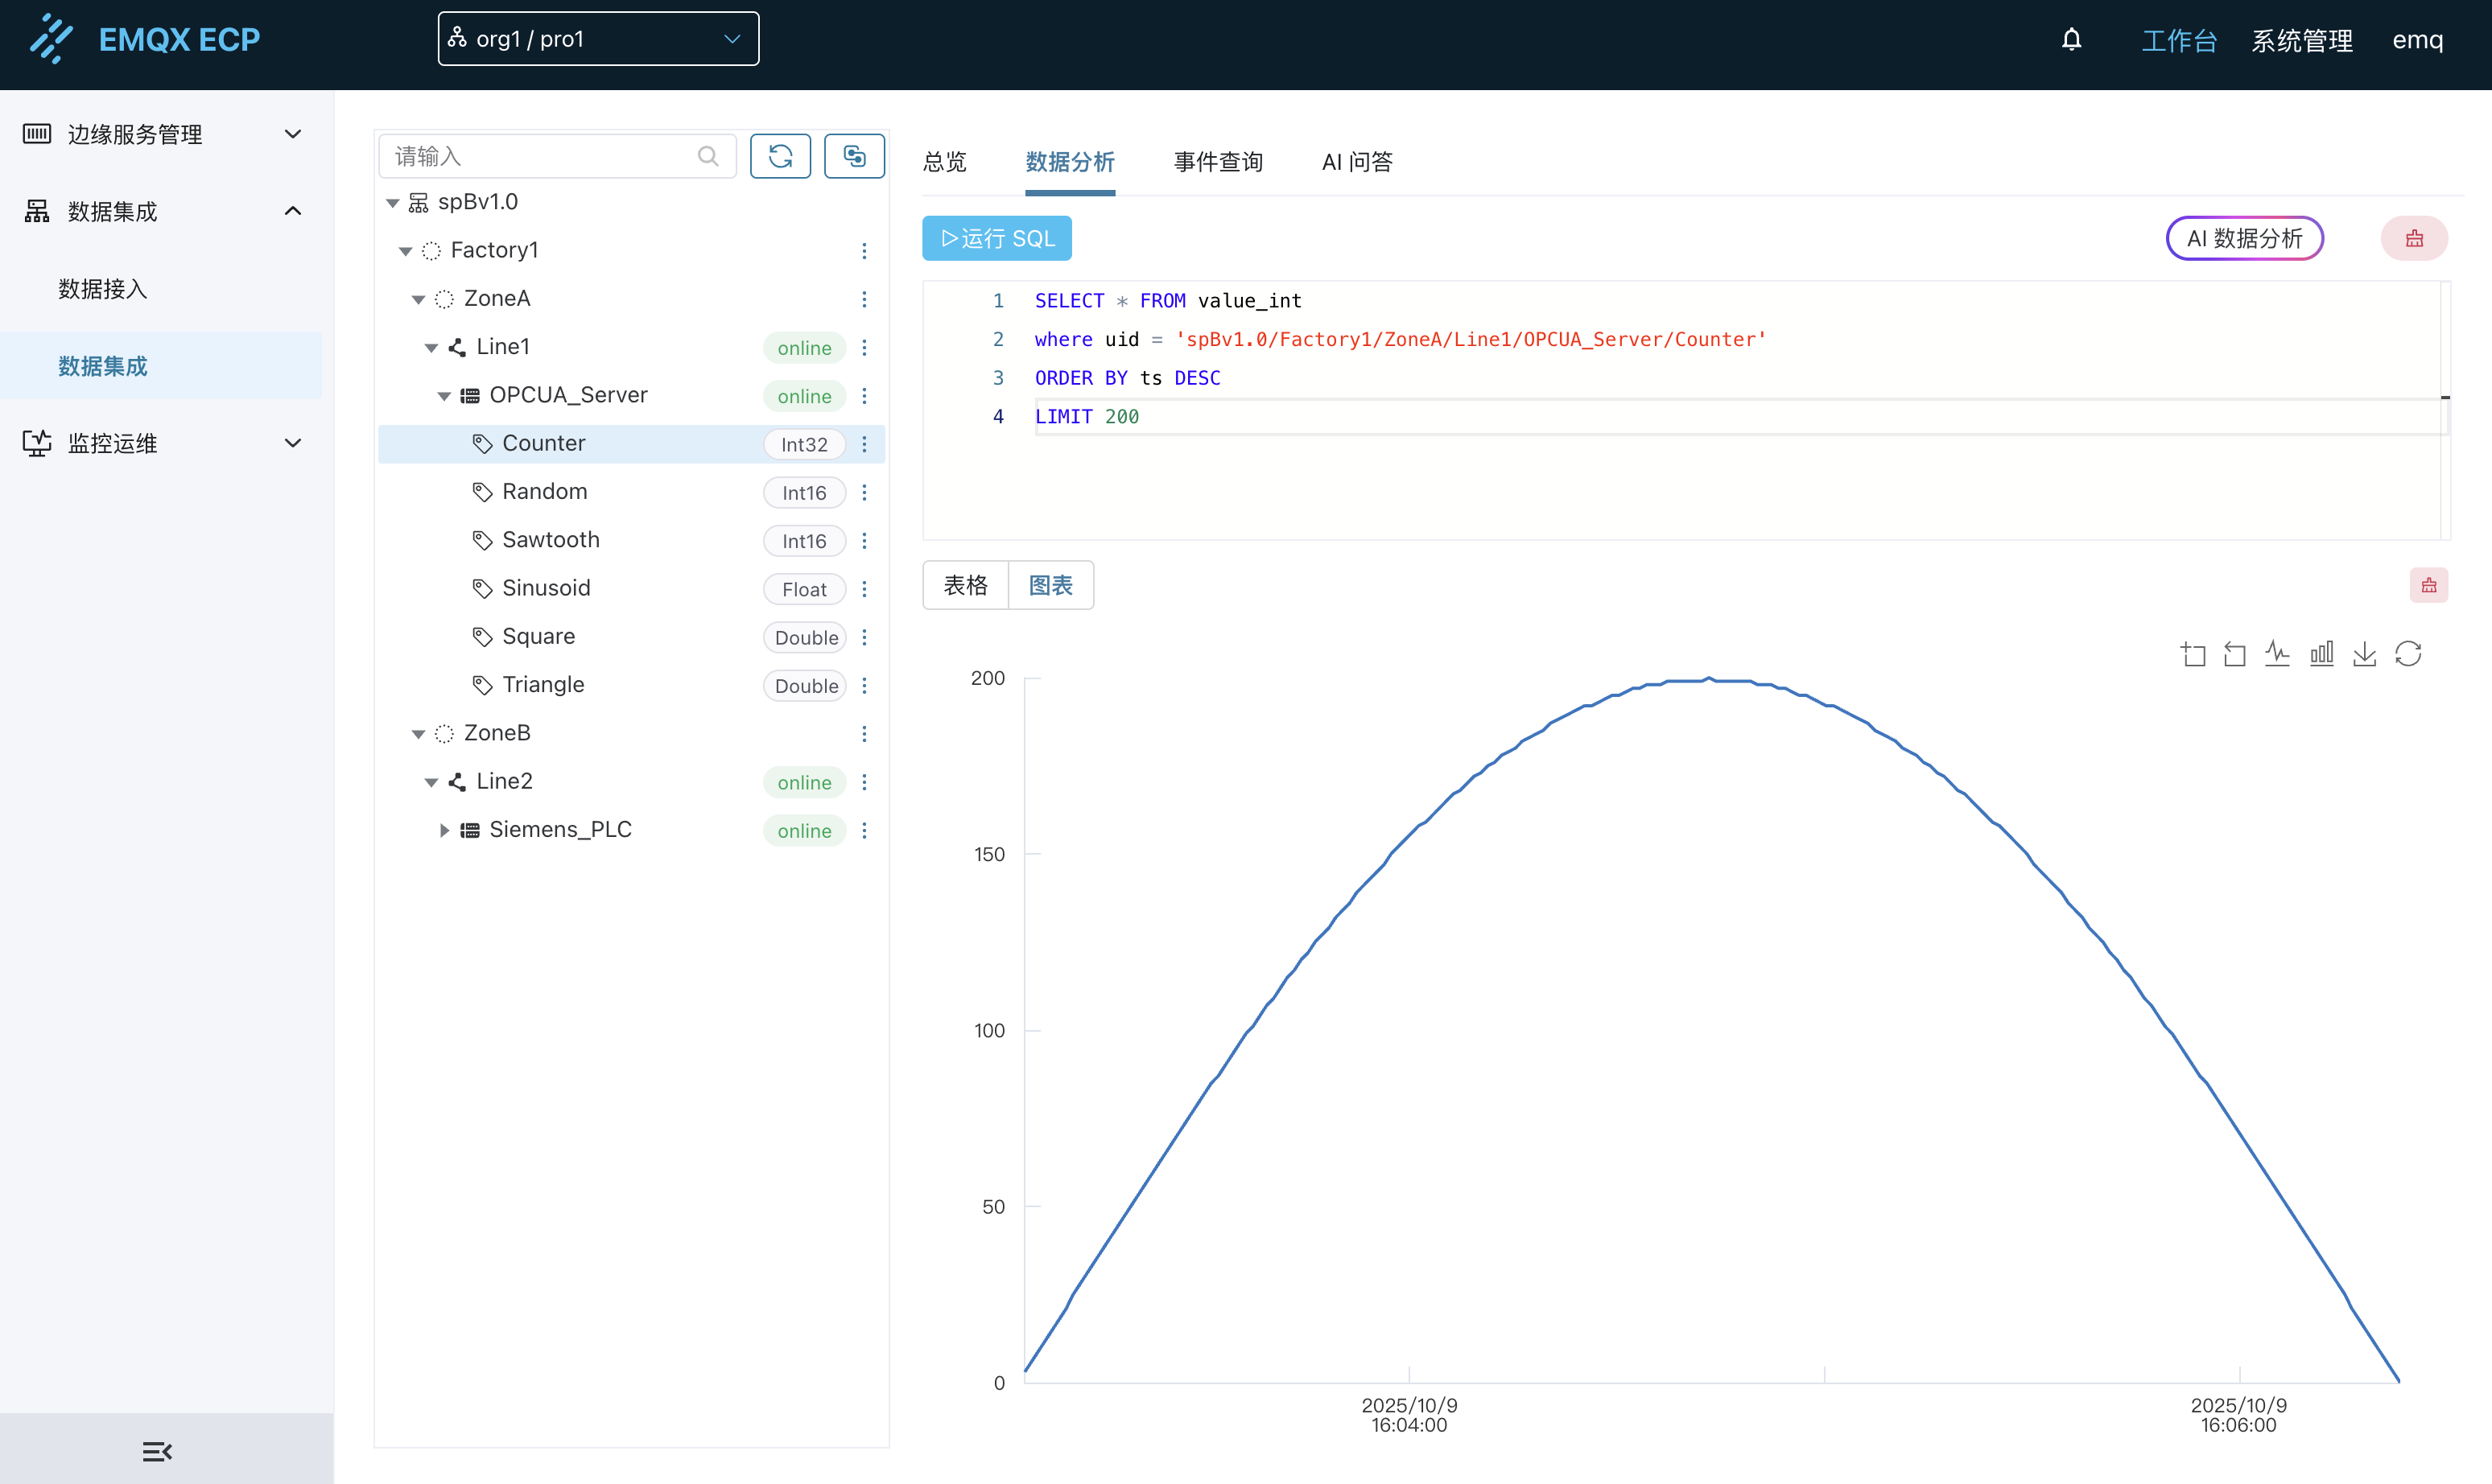 EMQX ECP
org1 / pro1
工作台
系统管理
emq
边缘服务管理
数据集成
数据接入
数据集成
监控运维
请输入
spBv1.0
Factory1
ZoneA
Line1 online
OPCUA_Server online
Counter Int32
Random Int16
Sawtooth Int16
Sinusoid Float
Square Double
Triangle Double
ZoneB
Line2 online
Siemens_PLC online
总览 数据分析 事件查询 AI 问答
运行 SQL
AI 数据分析
1 SELECT * FROM value_int
2 where uid = 'spBv1.0/Factory1/ZoneA/Line1/OPCUA_Server/Counter'
3 ORDER BY ts DESC
4 LIMIT 200
表格 图表
200
150
100
50
0
2025/10/9
16:04:00
2025/10/9
16:06:00